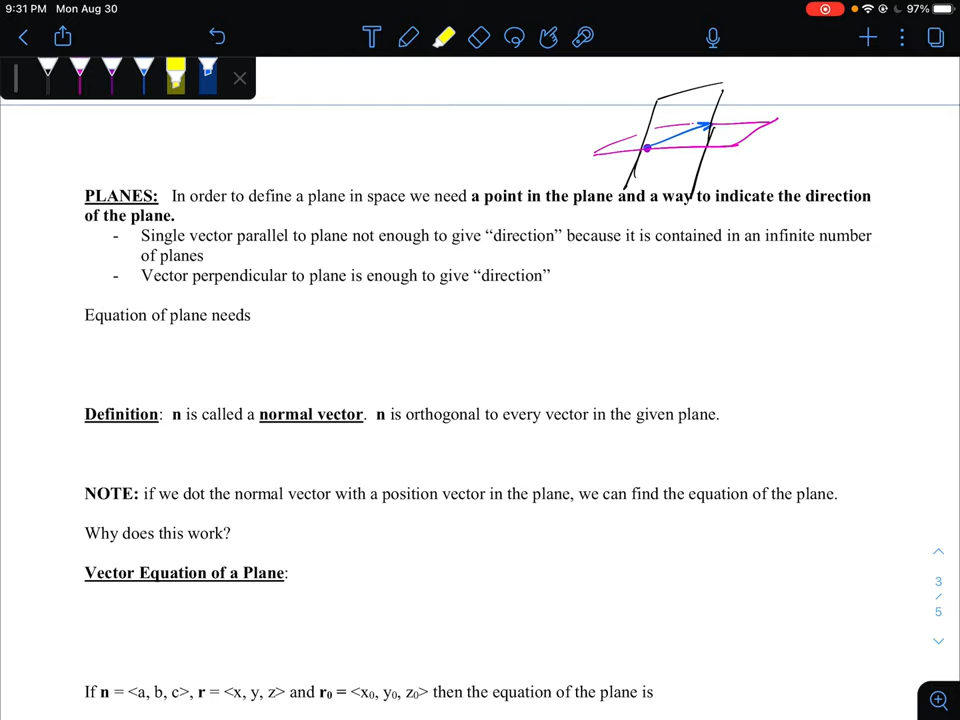 9:31 PM Mon Aug 30
97%
PLANES: In order to define a plane in space we need a point in the plane and a way to indicate the direction
of the plane.
- Single vector parallel to plane not enough to give “direction” because it is contained in an infinite number
of planes
- Vector perpendicular to plane is enough to give “direction”
Equation of plane needs
Definition: n is called a normal vector. n is orthogonal to every vector in the given plane.
NOTE: if we dot the normal vector with a position vector in the plane, we can find the equation of the plane.
Why does this work?
Vector Equation of a Plane:
3
/
5
If n = <a, b, c>, r = <x, y, z> and r₀ = <x₀, y₀, z₀> then the equation of the plane is